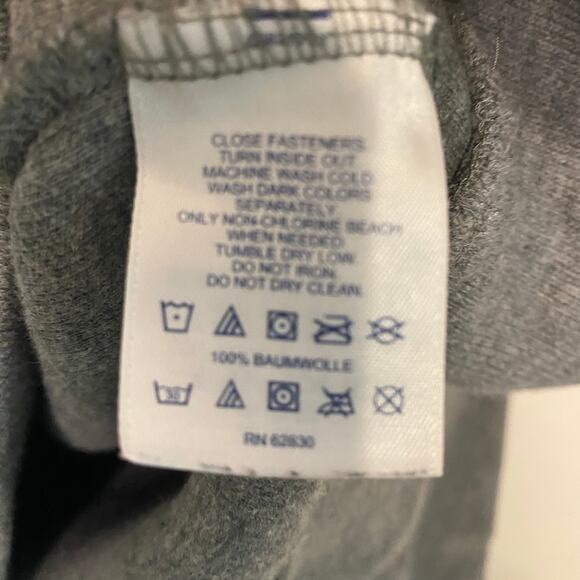 CLOSE FASTENERS.
TURN INSIDE OUT.
MACHINE WASH COLD.
WASH DARK COLORS
SEPARATELY.
ONLY NON-CHLORINE BEACH
WHEN NEEDED.
TUMBLE DRY LOW.
DO NOT IRON.
DO NOT DRY CLEAN.
100% BAUMWOLLE
30
RN 62830